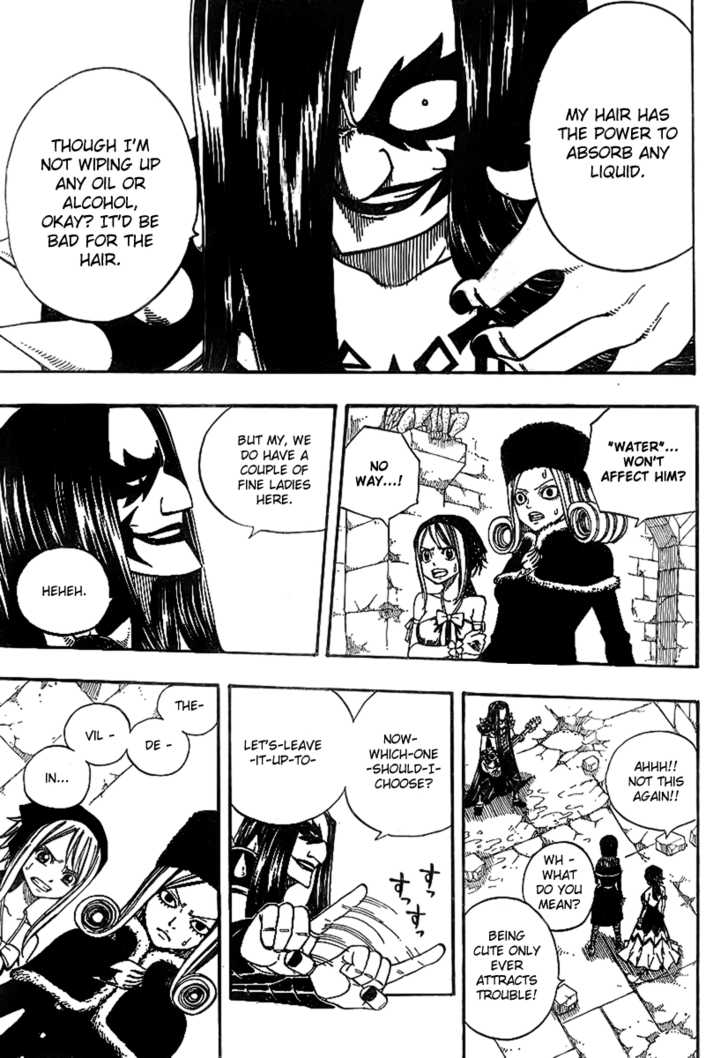 MY HAIR HAS
THE POWER TO
ABSORB ANY
LIQUID.
THOUGH I'M
NOT WIPING UP
ANY OIL OR
ALCOHOL,
OKAY? IT'D BE
BAD FOR THE
HAIR.
"WATER"...
WON'T
AFFECT HIM?
NO
WAY...!
BUT MY, WE
DO HAVE A
COUPLE OF
FINE LADIES
HERE.
HEHEH.
AHHH!!
NOT THIS
AGAIN!!
WH -
WHAT
DO YOU
MEAN?
BEING
CUTE ONLY
EVER
ATTRACTS
TROUBLE!
NOW-
WHICH-ONE
-SHOULD-I-
CHOOSE?
LET'S-LEAVE
-IT-UP-TO-
すっ
すっ
THE-
DE -
VIL -
IN...